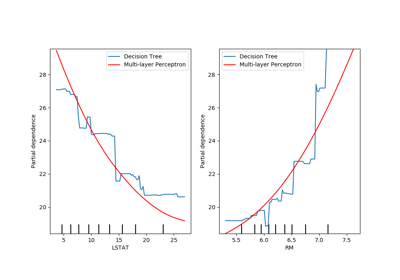 Decision Tree
Multi-layer Perceptron
Partial dependence
28
26
24
22
20
5
10
15
20
25
LSTAT
Decision Tree
Multi-layer Perceptron
Partial dependence
28
26
24
22
20
5.5
6.0
6.5
7.0
7.5
RM